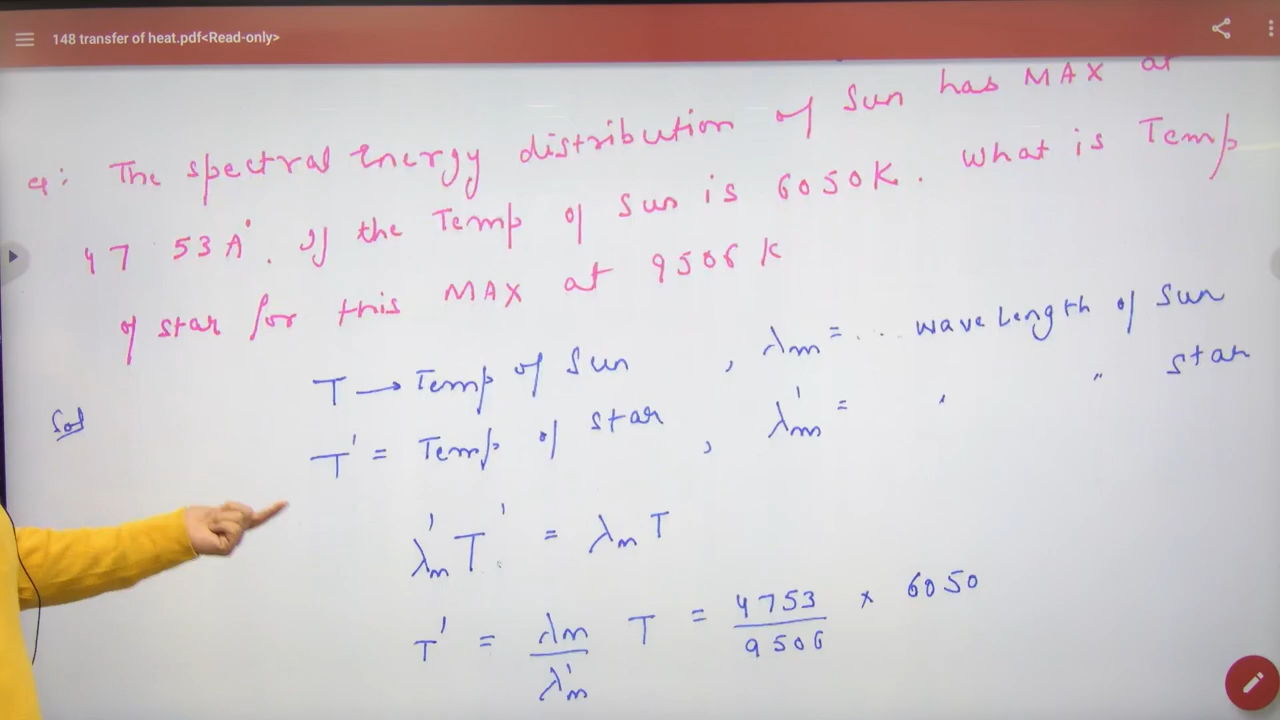 148 transfer of heat.pdf<Read-only>
Q: The spectral Energy distribution of Sun has MAX at
4753 A°. If the Temp of Sun is 6050K. What is Temp
of star for this MAX at 9506 K
Sol T → Temp of Sun , λm = ... wave Length of Sun
T' = Temp of star , λ'm = " " star
λ'm T' = λm T
T' = λm/λ'm T = 4753/9506 × 6050